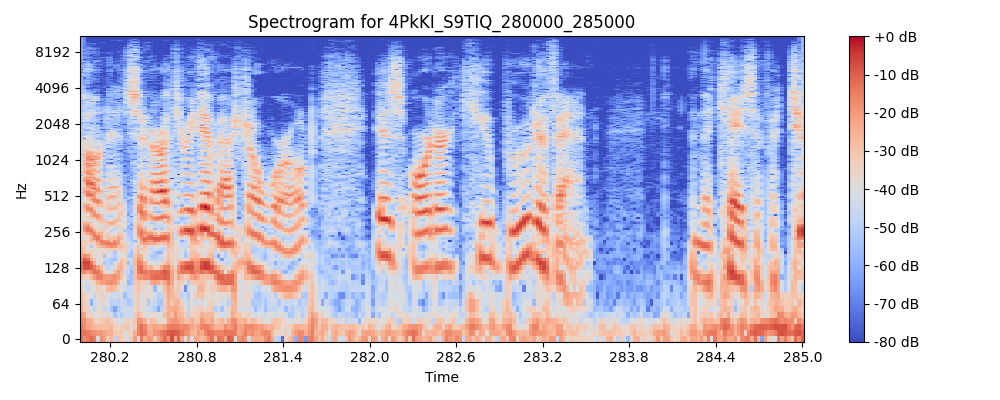 Spectrogram for 4PkKI_S9TIQ_280000_285000
8192
4096
2048
1024
512
256
128
64
0
Hz
280.2 280.8 281.4 282.0 282.6 283.2 283.8 284.4 285.0
Time
+0 dB
-10 dB
-20 dB
-30 dB
-40 dB
-50 dB
-60 dB
-70 dB
-80 dB